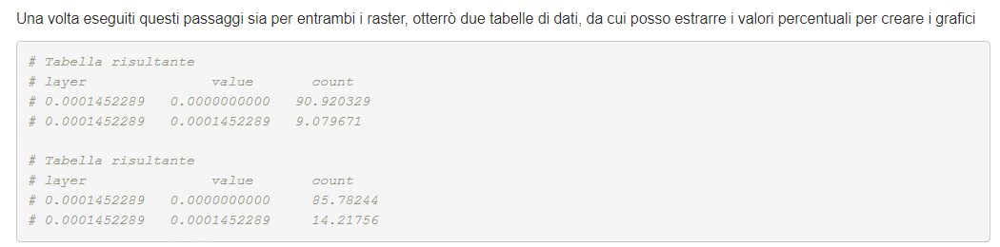 Una volta eseguiti questi passaggi sia per entrambi i raster, otterrò due tabelle di dati, da cui posso estrarre i valori percentuali per creare i grafici
# Tabella risultante
# layer value count
# 0.0001452289 0.0000000000 90.920329
# 0.0001452289 0.0001452289 9.079671
# Tabella risultante
# layer value count
# 0.0001452289 0.0000000000 85.78244
# 0.0001452289 0.0001452289 14.21756